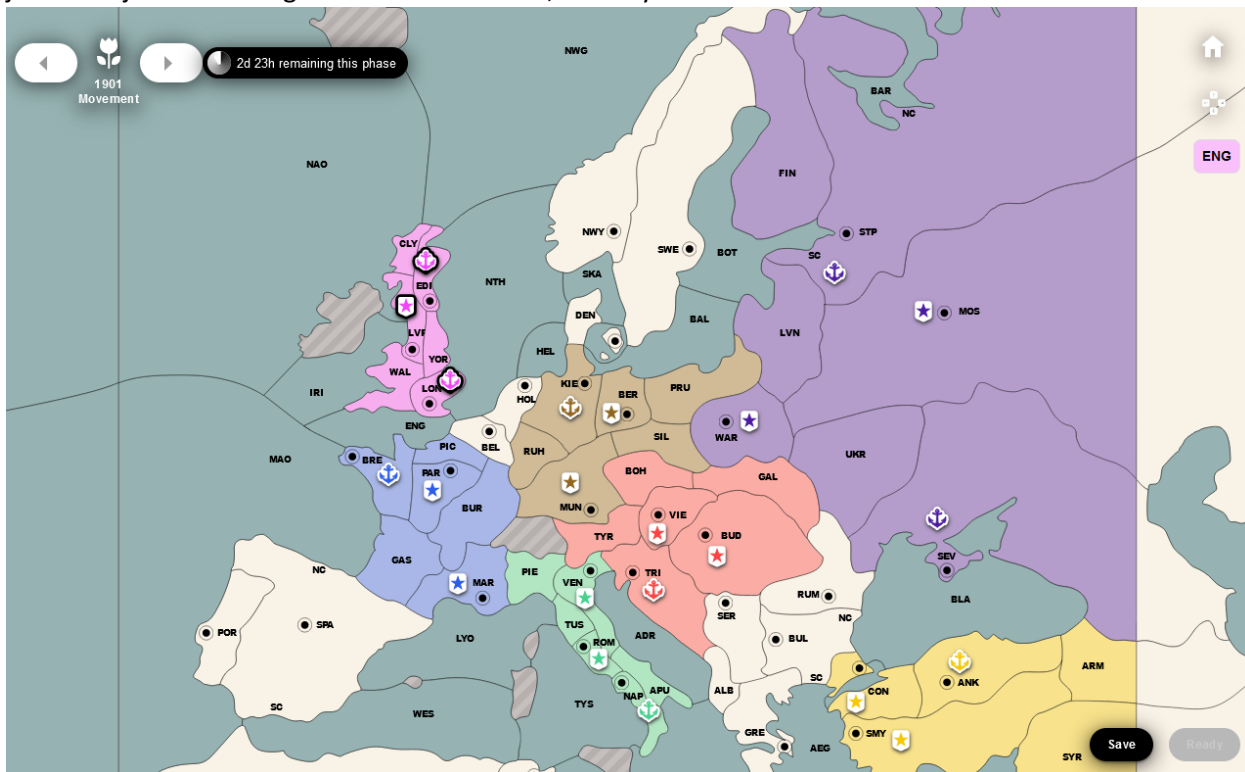 NWG
2d 23h remaining this phase
1901
Movement
BAR
NC
NAO
ENG
FIN
CLY
NWY
SWE
BOT
STP
SC
SKA
NTH
EDI
DEN
BAL
LVN
MOS
LVP
HEL
YOR
WAL
KIE
BER
PRU
IRI
LON
HOL
ENG
WAR
MAO
BRE
PIC
BEL
RUH
SIL
UKR
PAR
BOH
GAL
BUR
MUN
VIE
TYR
BUD
GAS
SEV
NC
PIE
VEN
TRI
MAR
RUM
BLA
SER
NC
POR
SPA
LYO
TUS
ADR
BUL
ROM
ARM
SC
CON
ANK
NAP
APU
ALB
SC
WES
TYS
GRE
SMY
AEG
SYR
Save
Ready